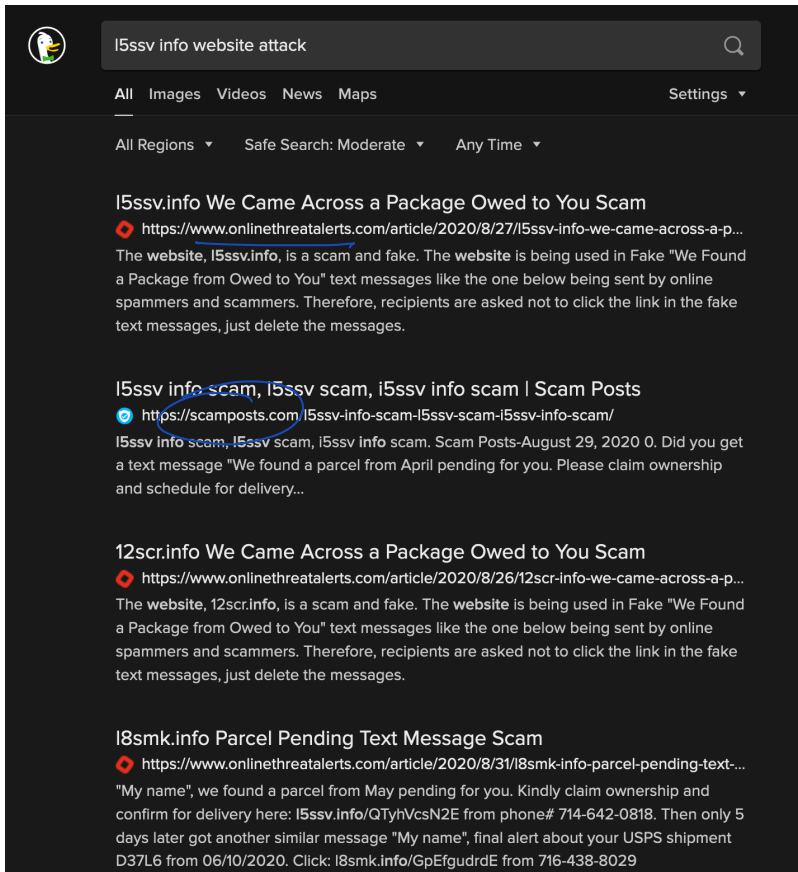 l5ssv info website attack
All Images Videos News Maps Settings
All Regions Safe Search: Moderate Any Time
l5ssv.info We Came Across a Package Owed to You Scam
https://www.onlinethreatalerts.com/article/2020/8/27/l5ssv-info-we-came-across-a-p...
The website, l5ssv.info, is a scam and fake. The website is being used in Fake "We Found
a Package from Owed to You" text messages like the one below being sent by online
spammers and scammers. Therefore, recipients are asked not to click the link in the fake
text messages, just delete the messages.
l5ssv info scam, l5ssv scam, i5ssv info scam | Scam Posts
https://scamposts.com/l5ssv-info-scam-l5ssv-scam-i5ssv-info-scam/
l5ssv info scam, l5ssv scam, i5ssv info scam. Scam Posts-August 29, 2020 0. Did you get
a text message "We found a parcel from April pending for you. Please claim ownership
and schedule for delivery...
12scr.info We Came Across a Package Owed to You Scam
https://www.onlinethreatalerts.com/article/2020/8/26/12scr-info-we-came-across-a-p...
The website, 12scr.info, is a scam and fake. The website is being used in Fake "We Found
a Package from Owed to You" text messages like the one below being sent by online
spammers and scammers. Therefore, recipients are asked not to click the link in the fake
text messages, just delete the messages.
l8smk.info Parcel Pending Text Message Scam
https://www.onlinethreatalerts.com/article/2020/8/31/l8smk-info-parcel-pending-text-...
"My name", we found a parcel from May pending for you. Kindly claim ownership and
confirm for delivery here: l5ssv.info/QTyhVcsN2E from phone# 714-642-0818. Then only 5
days later got another similar message "My name", final alert about your USPS shipment
D37L6 from 06/10/2020. Click: l8smk.info/GpEfgudrdE from 716-438-8029